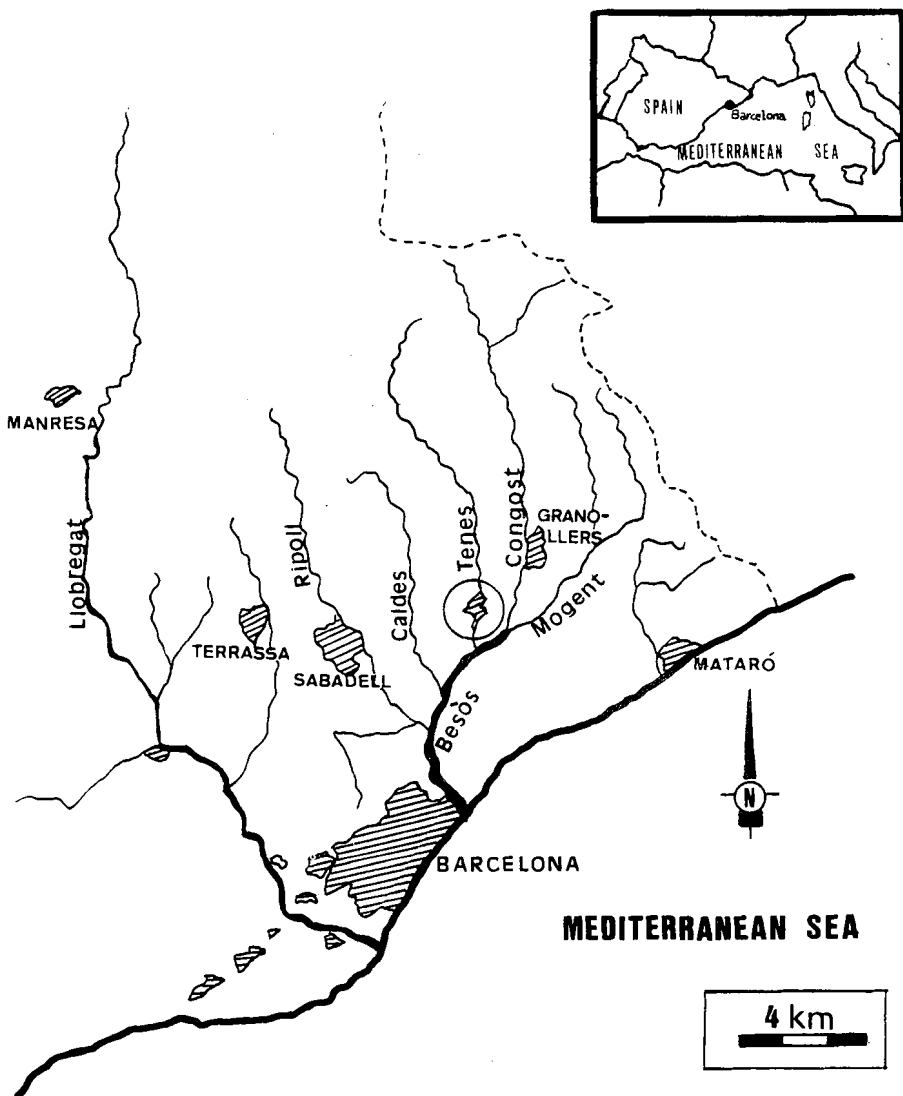 SPAIN
Barcelona
MEDITERRANEAN SEA
MANRESA
Llobregat
Ripoll
Caldes
Tenes
Congost
GRANO-
LLERS
Mogent
TERRASSA
SABADELL
MATARÓ
Besòs
N
BARCELONA
MEDITERRANEAN SEA
4 km